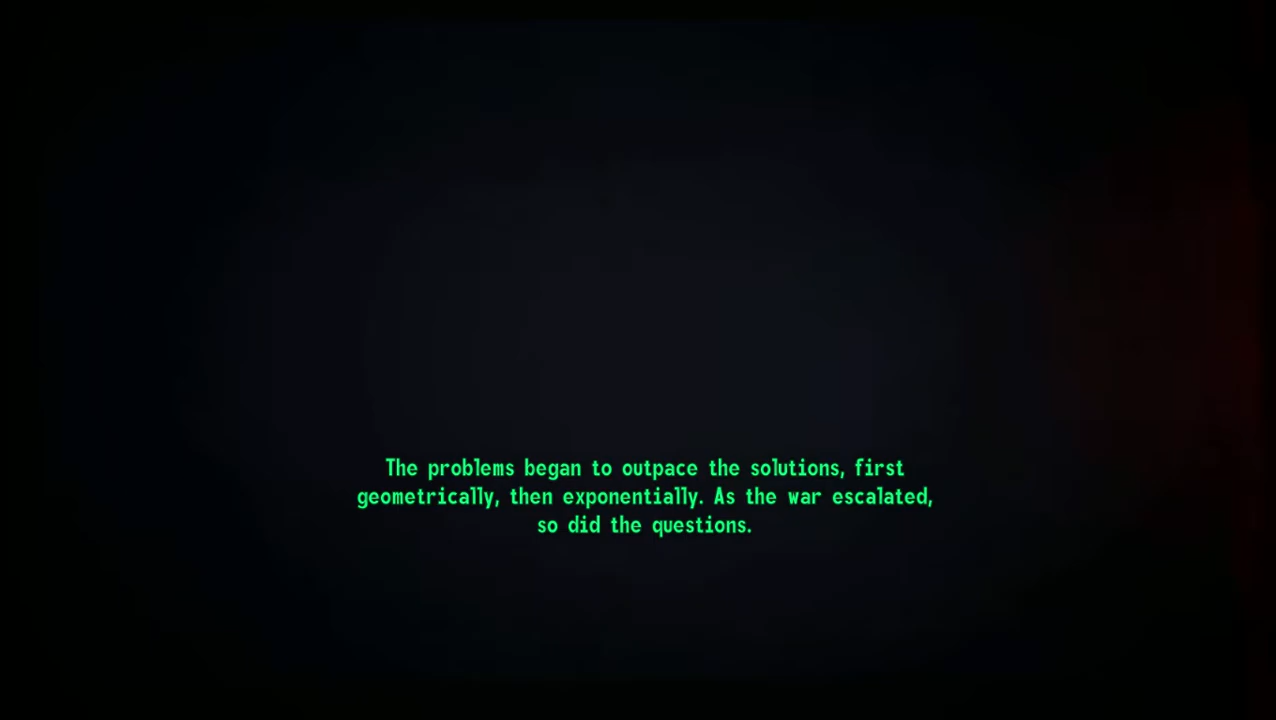 The problems began to outpace the solutions, first
geometrically, then exponentially. As the war escalated,
so did the questions.